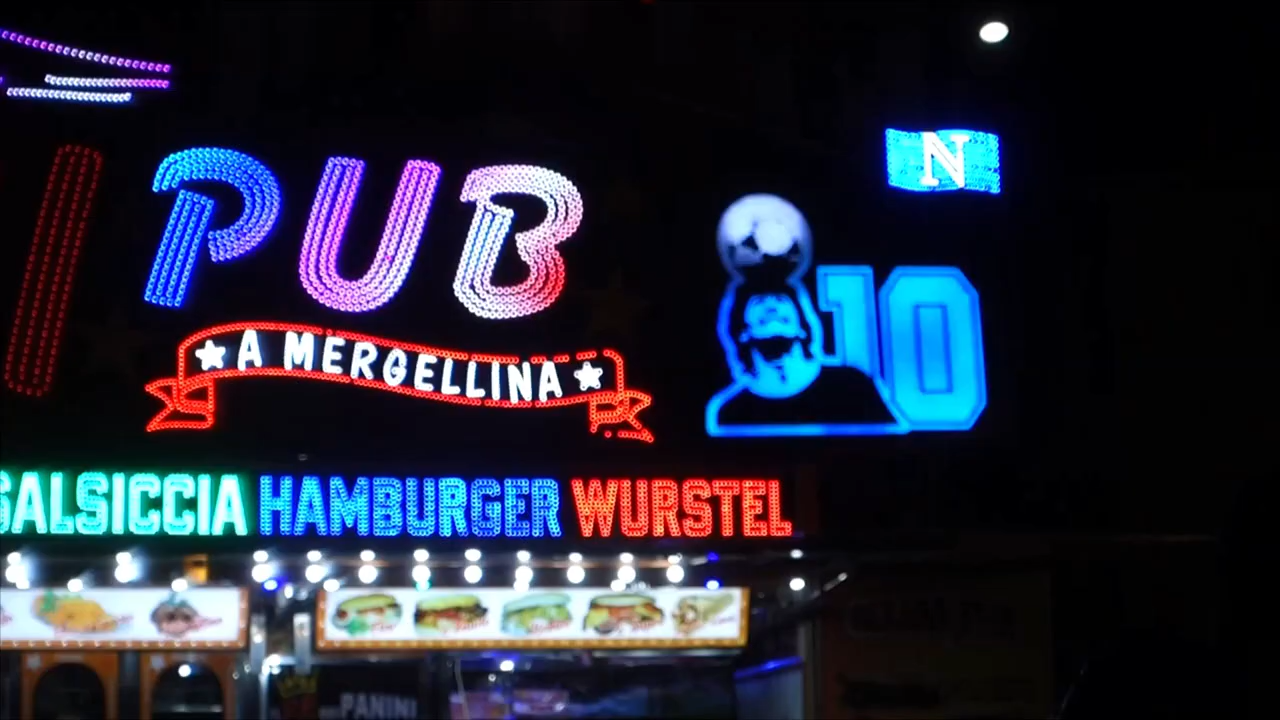 PUB
N
10
A MERGELLINA
SALSICCIA HAMBURGER WURSTEL
PANINI